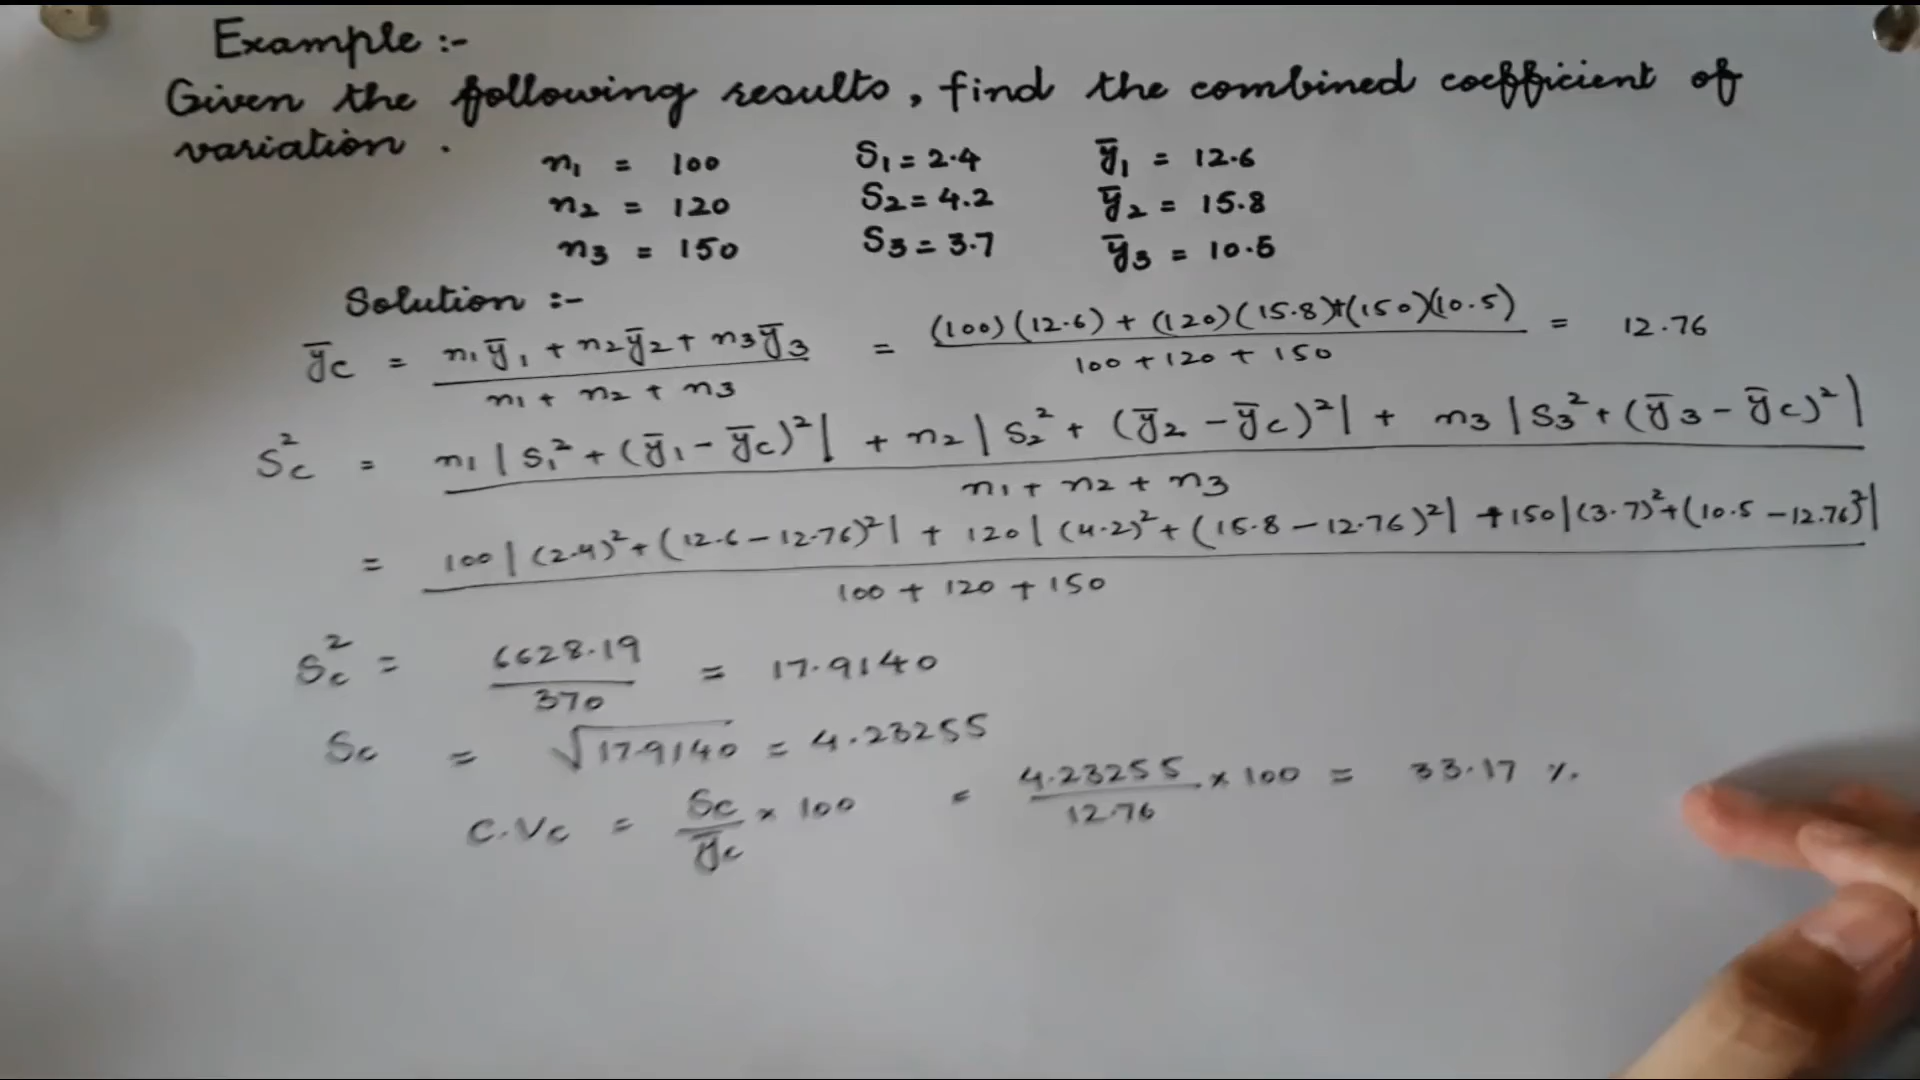 Example :-
Given the following results, find the combined coefficient of
variation .
n₁ = 100 S₁ = 2.4 ȳ₁ = 12.6
n₂ = 120 S₂ = 4.2 ȳ₂ = 15.8
n₃ = 150 S₃ = 3.7 ȳ₃ = 10.5
Solution :-
ȳc = (n₁ȳ₁ + n₂ȳ₂ + n₃ȳ₃) / (n₁ + n₂ + n₃) = ((100)(12.6) + (120)(15.8)+(150)(10.5)) / (100 + 120 + 150) = 12.76
Sc² = (n₁ |S₁² + (ȳ₁ - ȳc)²| + n₂ |S₂² + (ȳ₂ - ȳc)²| + n₃ |S₃² + (ȳ₃ - ȳc)²|) / (n₁ + n₂ + n₃)
= (100 |(2.4)² + (12.6 - 12.76)²| + 120 |(4.2)² + (15.8 - 12.76)²| + 150 |(3.7)² + (10.5 - 12.76)²|) / (100 + 120 + 150)
Sc² = 6628.19 / 370 = 17.9140
Sc = √17.9140 = 4.23255
C.Vc = Sc / ȳc × 100 = 4.23255 / 12.76 × 100 = 33.17 %.